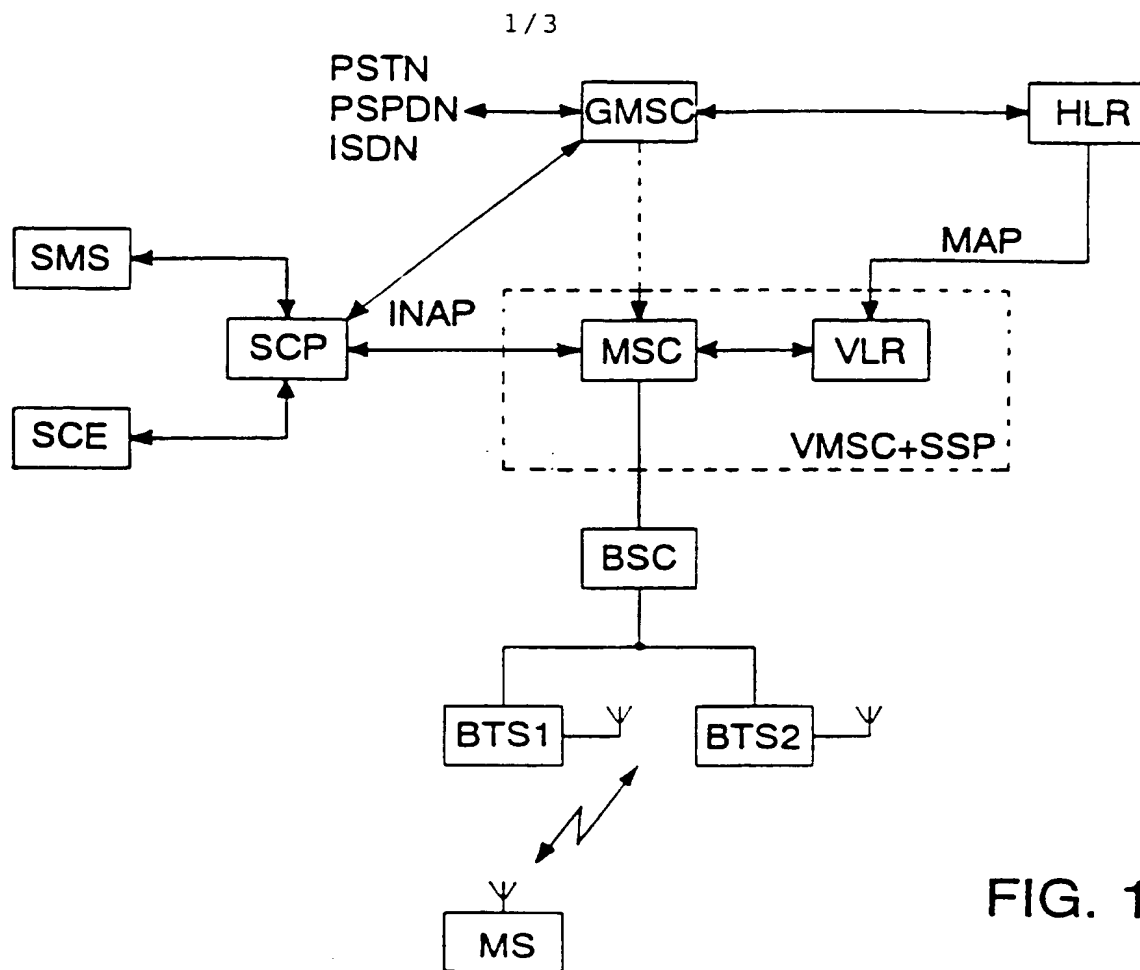 1/3
PSTN
PSPDN
ISDN
GMSC
HLR
MAP
SMS
SCP
INAP
MSC
VLR
SCE
VMSC+SSP
BSC
BTS1
BTS2
MS
FIG. 1